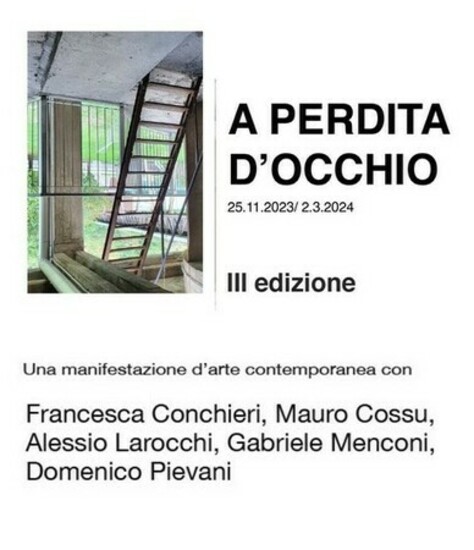 A PERDITA
D'OCCHIO
25.11.2023/ 2.3.2024
III edizione
Una manifestazione d'arte contemporanea con
Francesca Conchieri, Mauro Cossu,
Alessio Larocchi, Gabriele Menconi,
Domenico Pievani